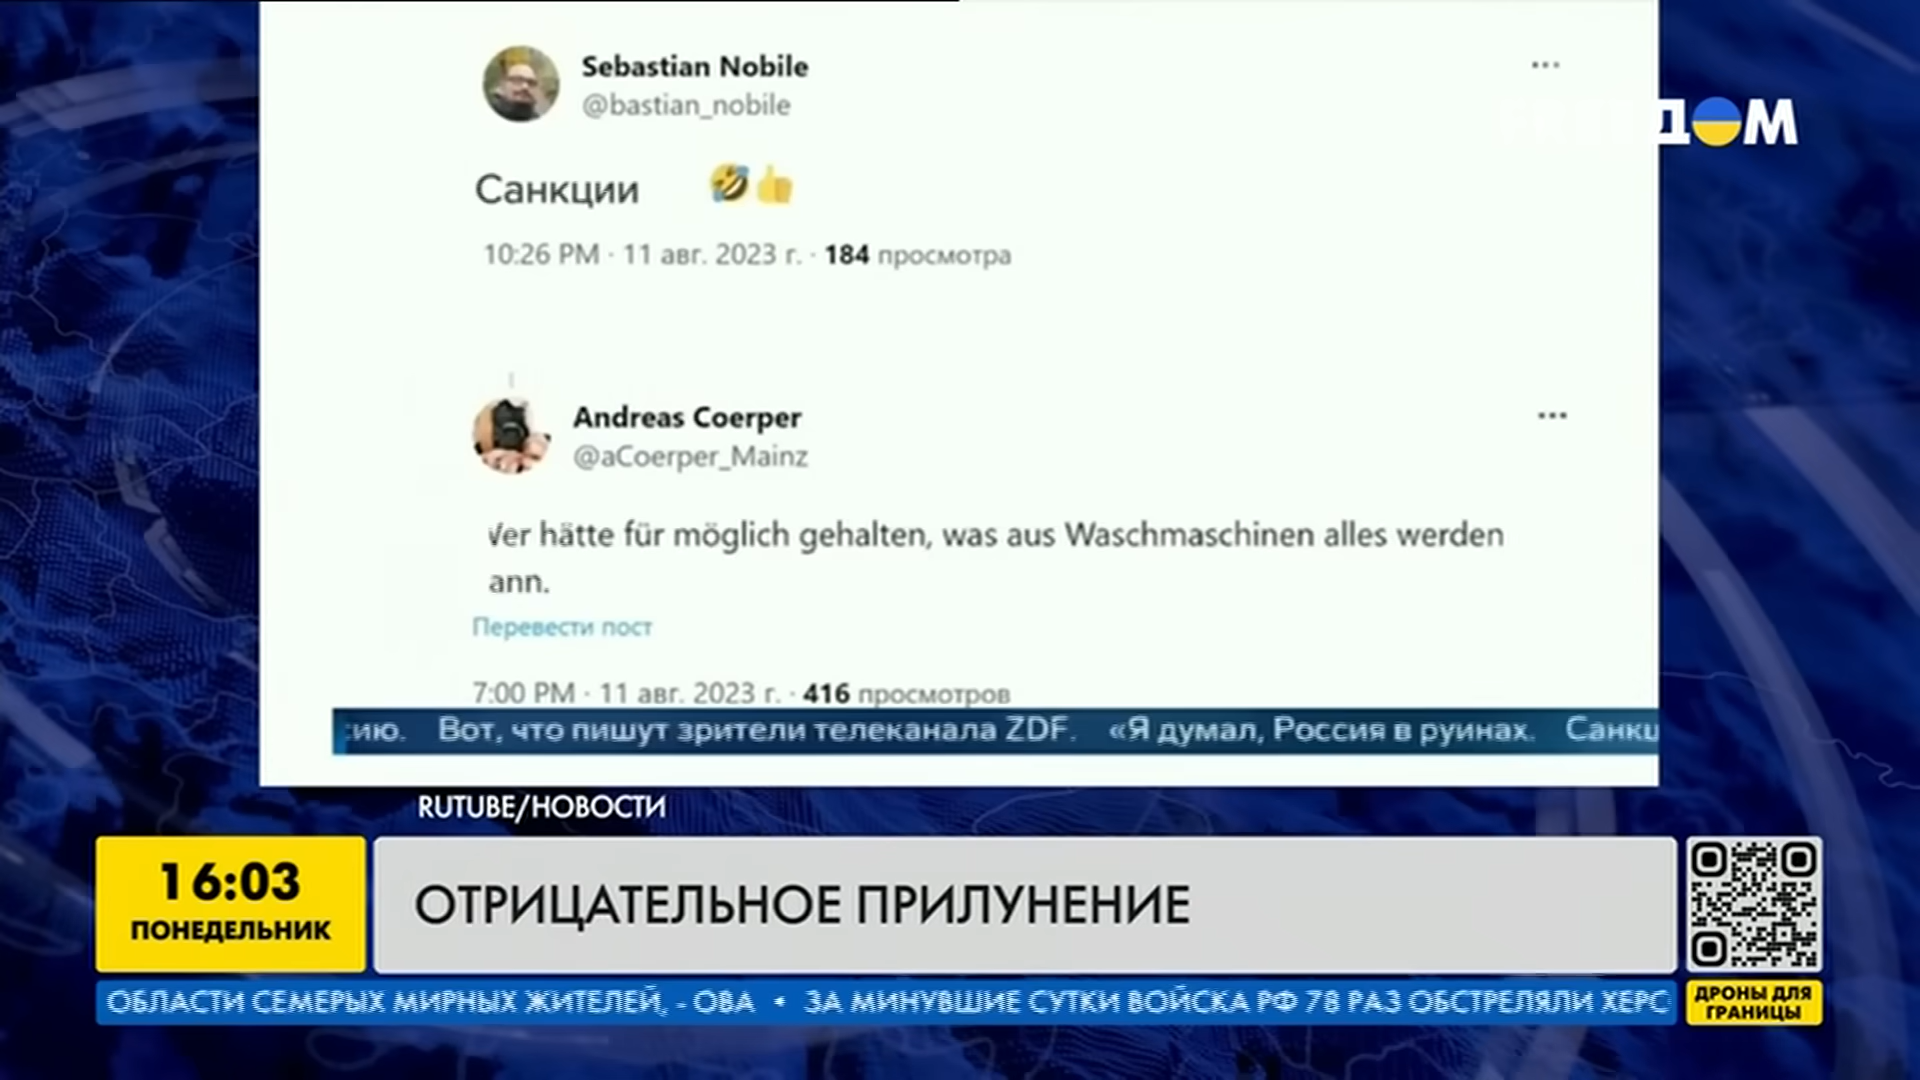 Sebastian Nobile
@bastian_nobile
Санкции 🤣👍
10:26 PM · 11 авг. 2023 г. · 184 просмотра
FREEДОМ
Andreas Coerper
@aCoerper_Mainz
Wer hätte für möglich gehalten, was aus Waschmaschinen alles werden
ann.
Перевести пост
7:00 PM · 11 авг. 2023 г. · 416 просмотров
сию. Вот, что пишут зрители телеканала ZDF. «Я думал, Россия в руинах. Санкц
RUTUBE/НОВОСТИ
16:03
ПОНЕДЕЛЬНИК
ОТРИЦАТЕЛЬНОЕ ПРИЛУНЕНИЕ
ОБЛАСТИ СЕМЕРЫХ МИРНЫХ ЖИТЕЛЕЙ, - ОВА • ЗА МИНУВШИЕ СУТКИ ВОЙСКА РФ 78 РАЗ ОБСТРЕЛЯЛИ ХЕРС
ДРОНЫ ДЛЯ
ГРАНИЦЫ